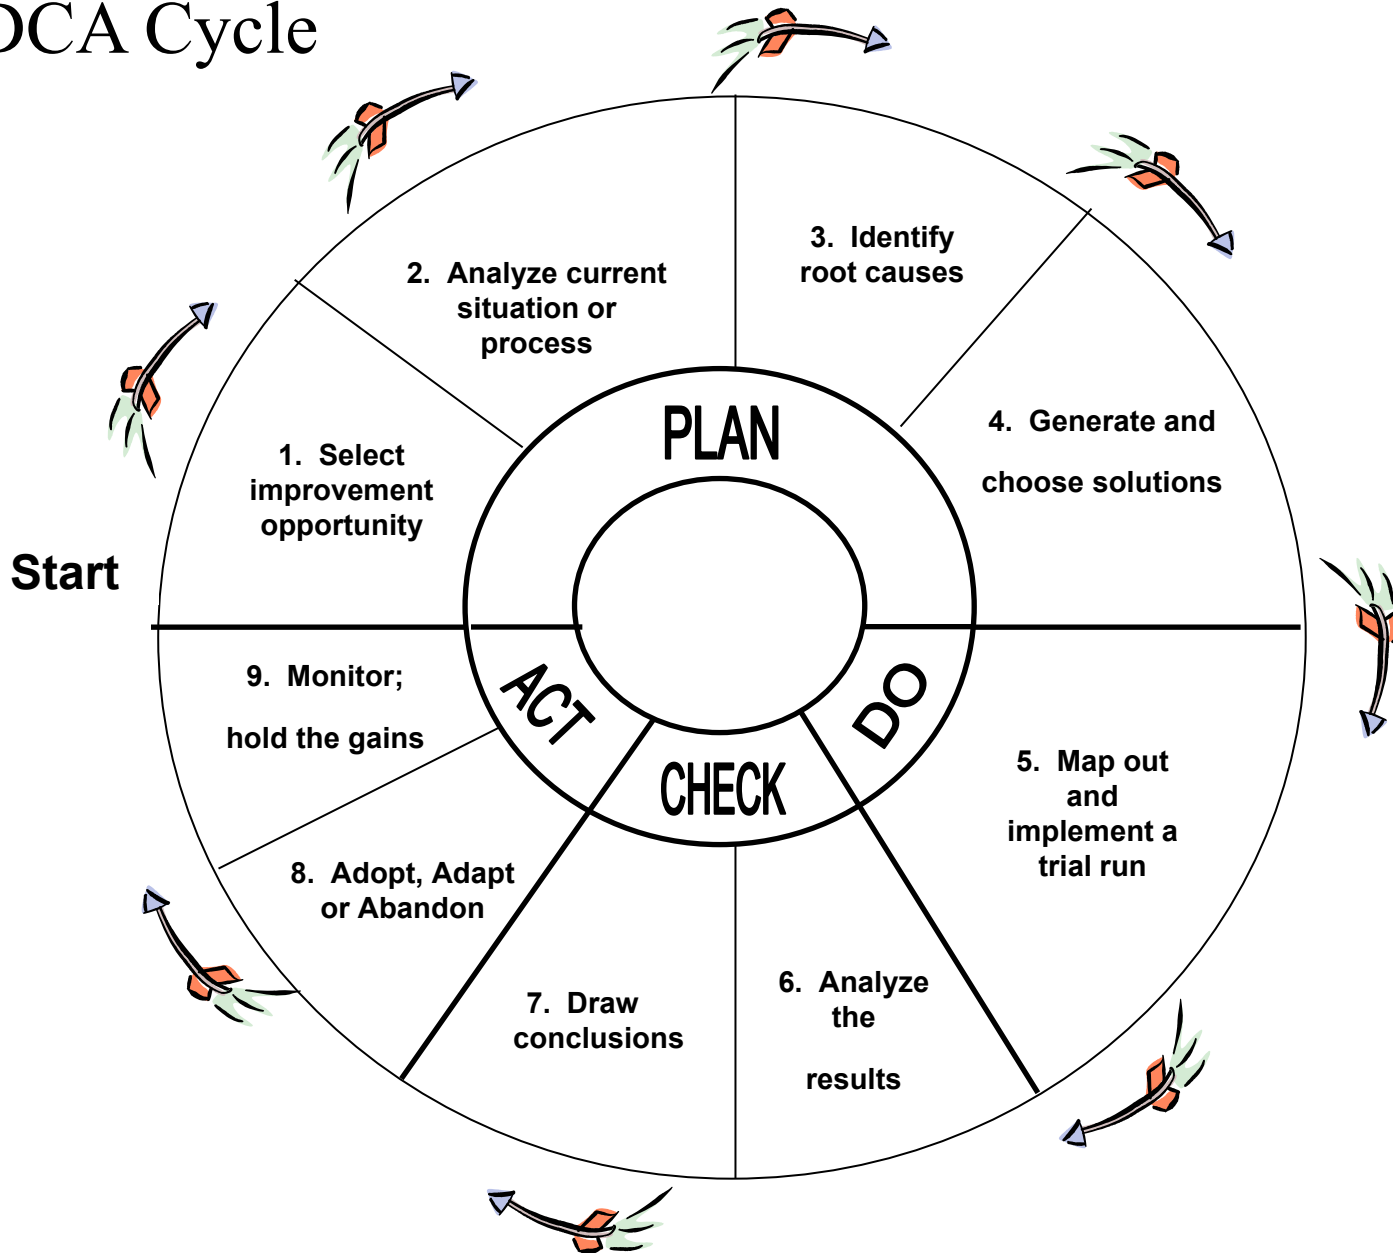 DCA Cycle
3. Identify
root causes
2. Analyze current
situation or
process
PLAN
4. Generate and
choose solutions
1. Select
improvement
opportunity
Start
9. Monitor;
hold the gains
ACT
DO
CHECK
5. Map out
and
implement a
trial run
8. Adopt, Adapt
or Abandon
7. Draw
conclusions
6. Analyze
the
results